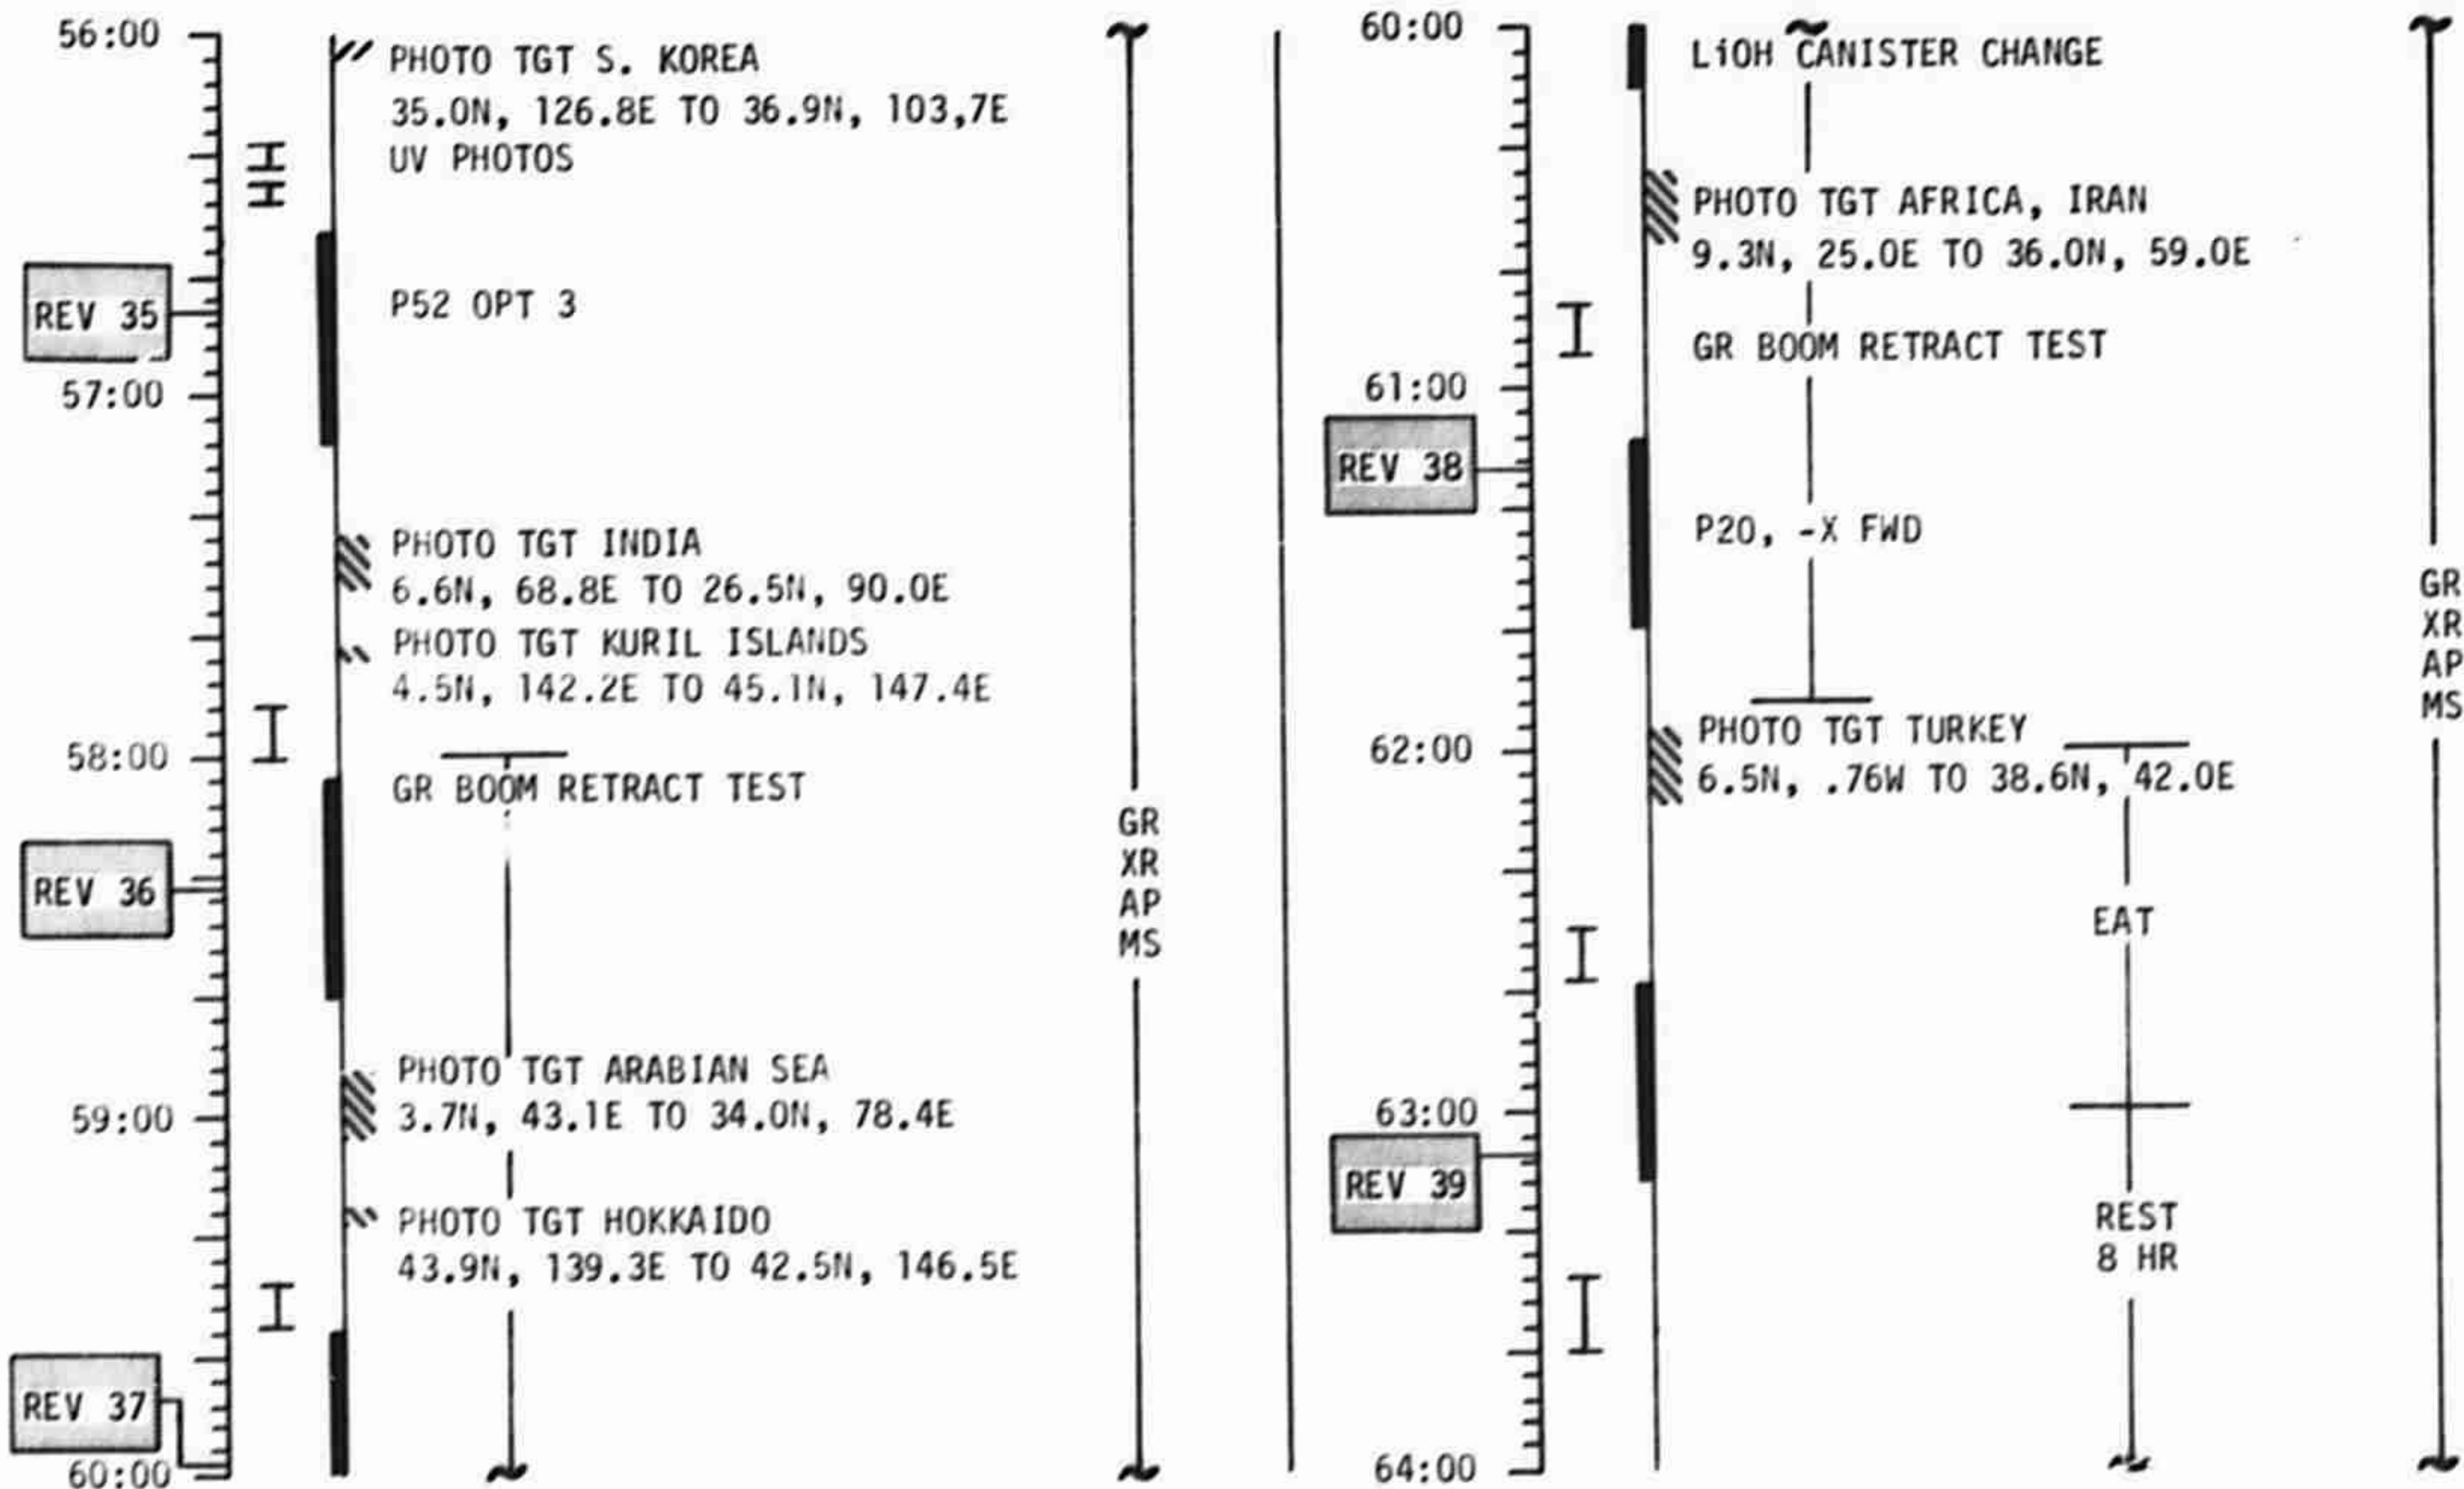 56:00
PHOTO TGT S. KOREA
35.0N, 126.8E TO 36.9N, 103,7E
UV PHOTOS
REV 35
P52 OPT 3
57:00
PHOTO TGT INDIA
6.6N, 68.8E TO 26.5N, 90.0E
PHOTO TGT KURIL ISLANDS
4.5N, 142.2E TO 45.1N, 147.4E
58:00
GR BOOM RETRACT TEST
REV 36
GR
XR
AP
MS
PHOTO TGT ARABIAN SEA
59:00
3.7N, 43.1E TO 34.0N, 78.4E
PHOTO TGT HOKKAIDO
43.9N, 139.3E TO 42.5N, 146.5E
REV 37
60:00
60:00
LiOH CANISTER CHANGE
PHOTO TGT AFRICA, IRAN
9.3N, 25.0E TO 36.0N, 59.0E
GR BOOM RETRACT TEST
61:00
REV 38
P20, -X FWD
GR
XR
AP
MS
PHOTO TGT TURKEY
62:00
6.5N, .76W TO 38.6N, 42.0E
EAT
63:00
REV 39
REST
8 HR
64:00